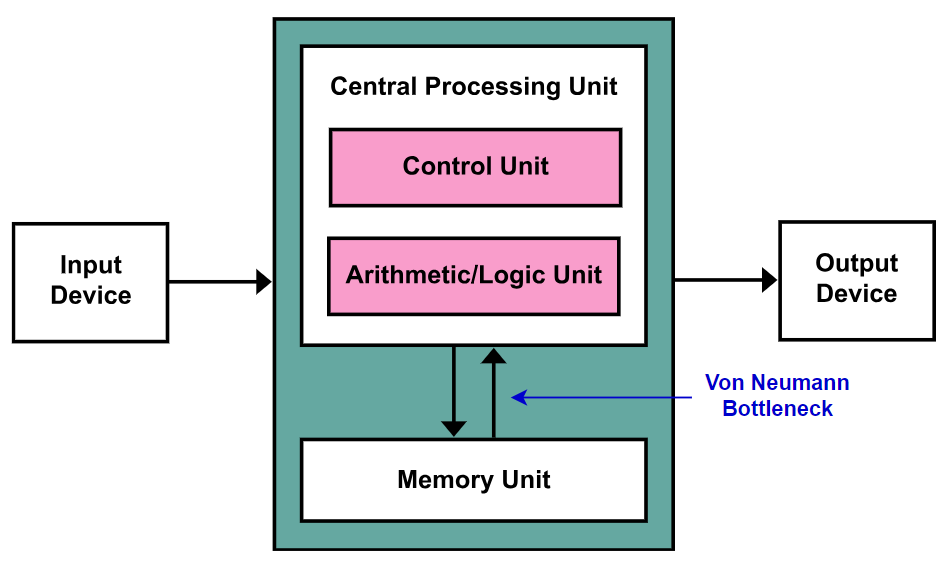 Central Processing Unit
Control Unit
Arithmetic/Logic Unit
Input
Device
Output
Device
Von Neumann
Bottleneck
Memory Unit